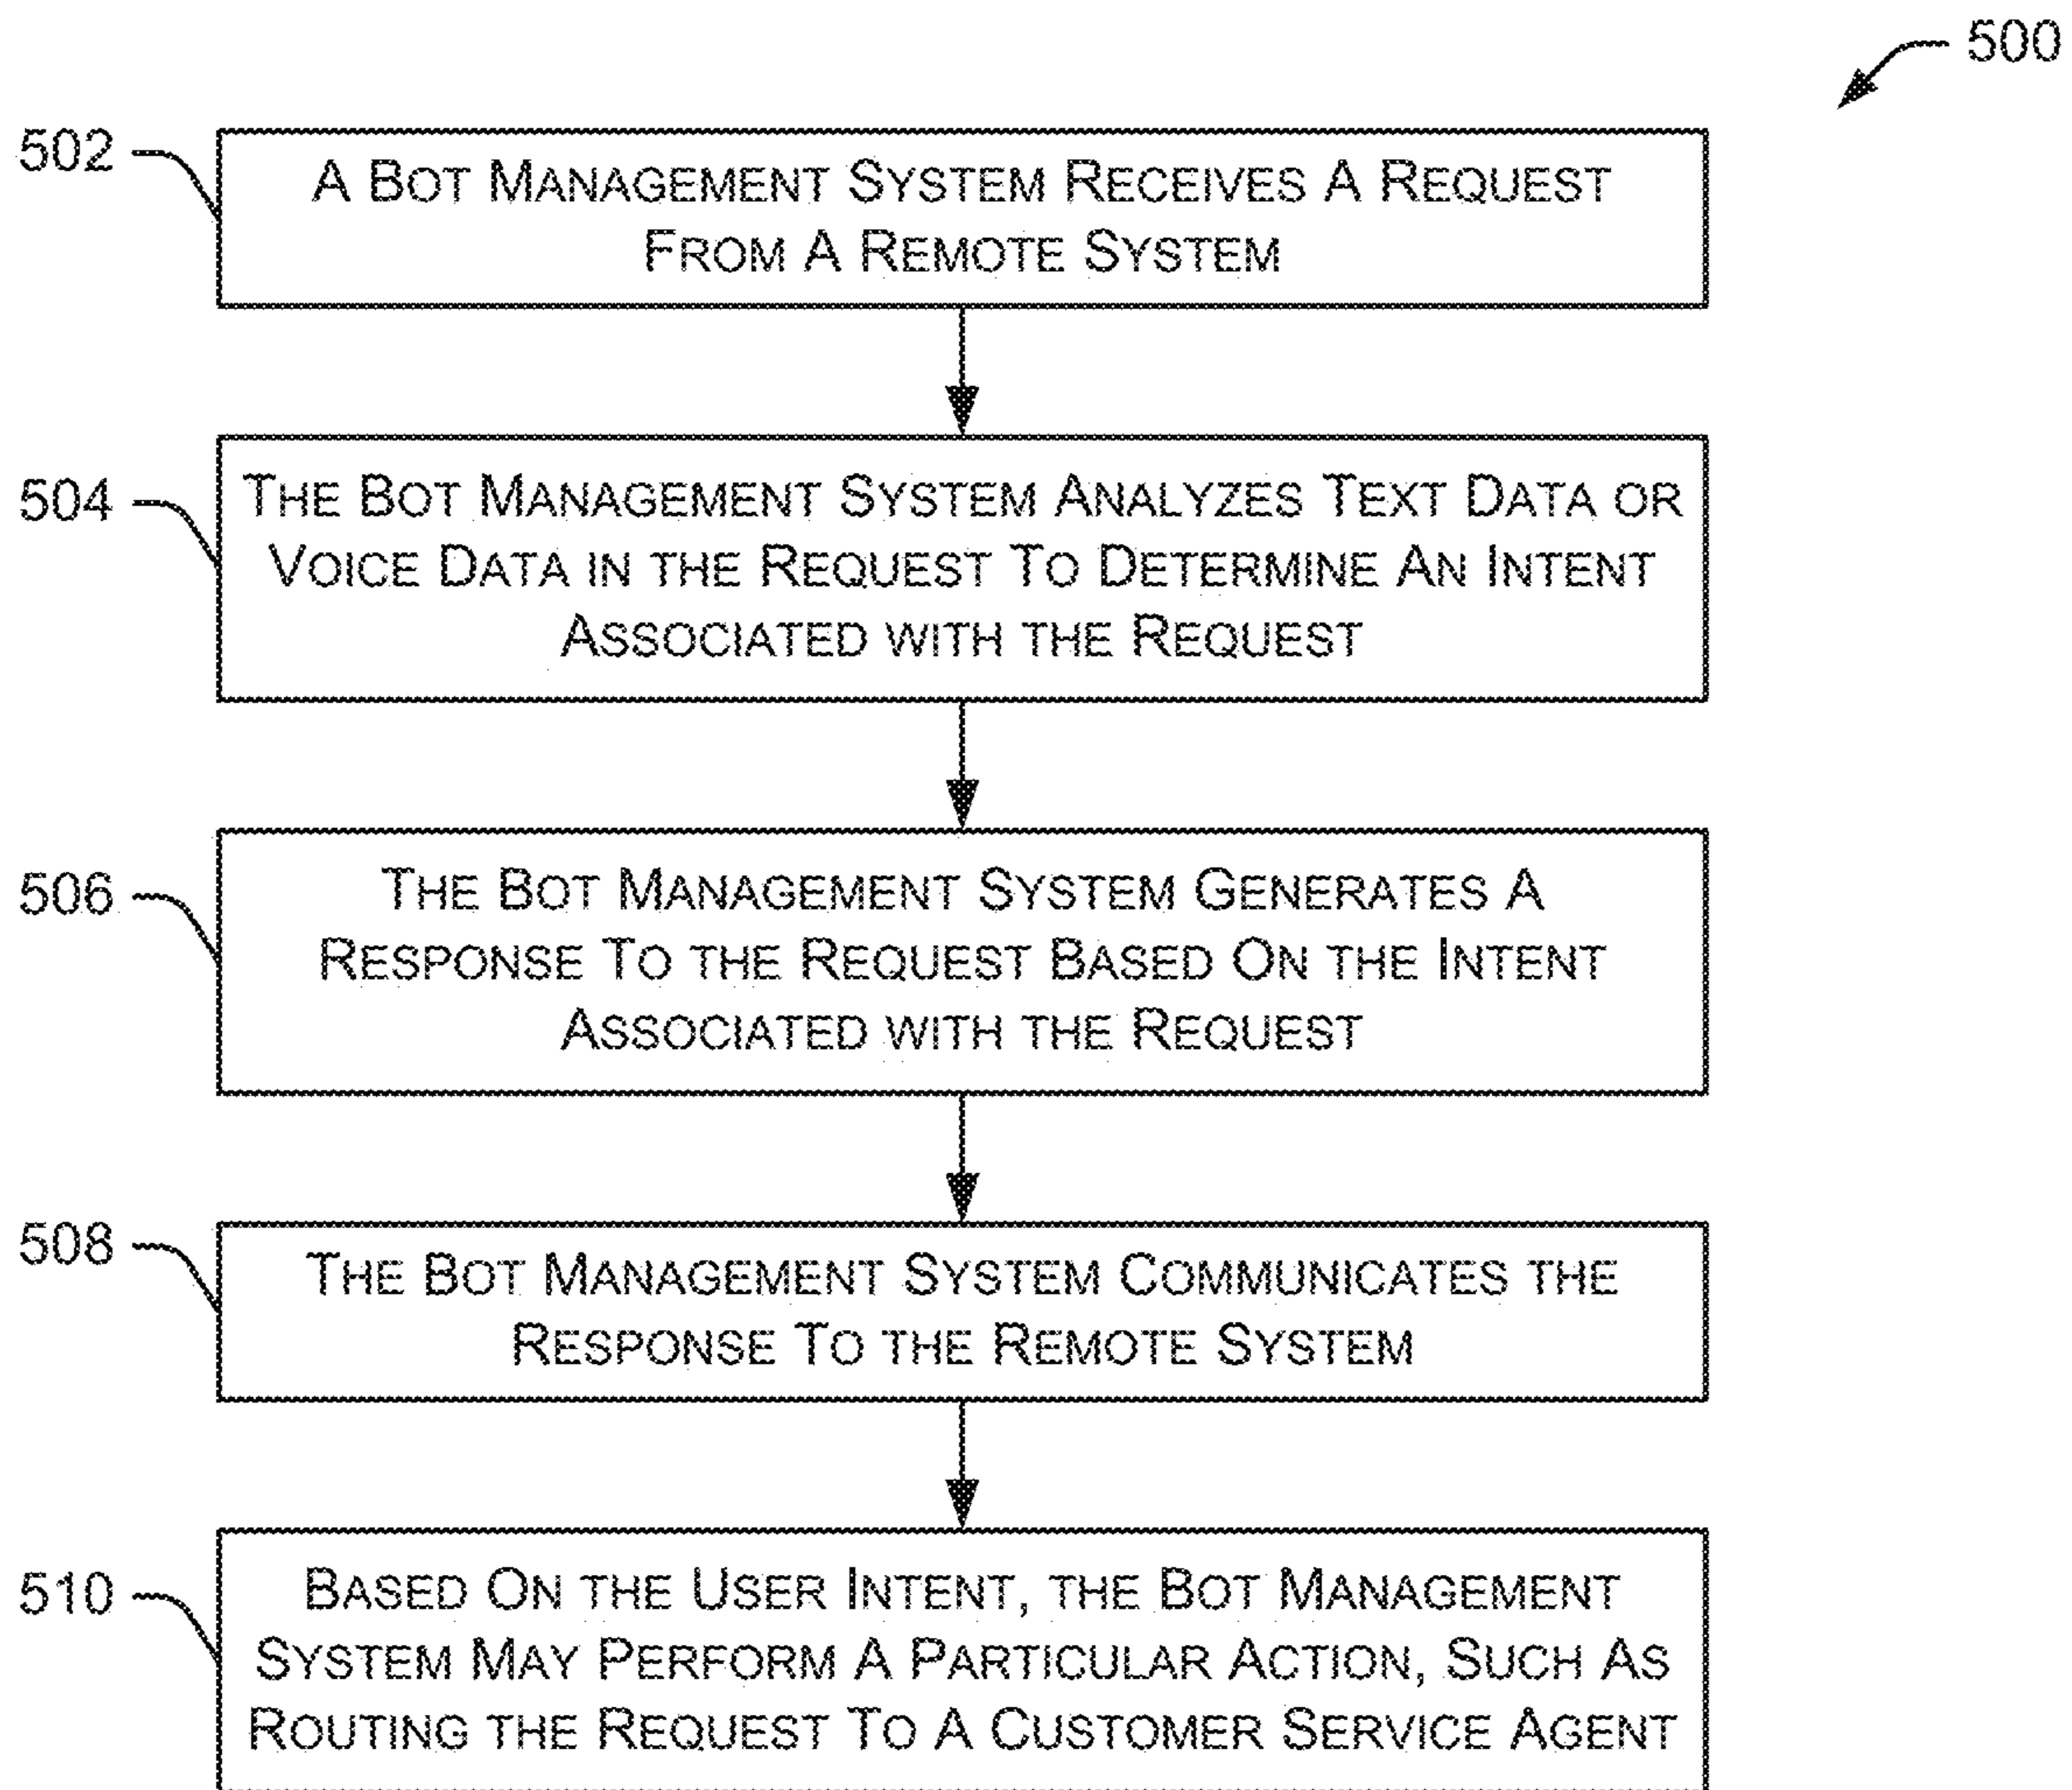 500
502
A BOT MANAGEMENT SYSTEM RECEIVES A REQUEST
FROM A REMOTE SYSTEM
504
THE BOT MANAGEMENT SYSTEM ANALYZES TEXT DATA OR
VOICE DATA IN THE REQUEST TO DETERMINE AN INTENT
ASSOCIATED WITH THE REQUEST
506
THE BOT MANAGEMENT SYSTEM GENERATES A
RESPONSE TO THE REQUEST BASED ON THE INTENT
ASSOCIATED WITH THE REQUEST
508
THE BOT MANAGEMENT SYSTEM COMMUNICATES THE
RESPONSE TO THE REMOTE SYSTEM
510
BASED ON THE USER INTENT, THE BOT MANAGEMENT
SYSTEM MAY PERFORM A PARTICULAR ACTION, SUCH AS
ROUTING THE REQUEST TO A CUSTOMER SERVICE AGENT